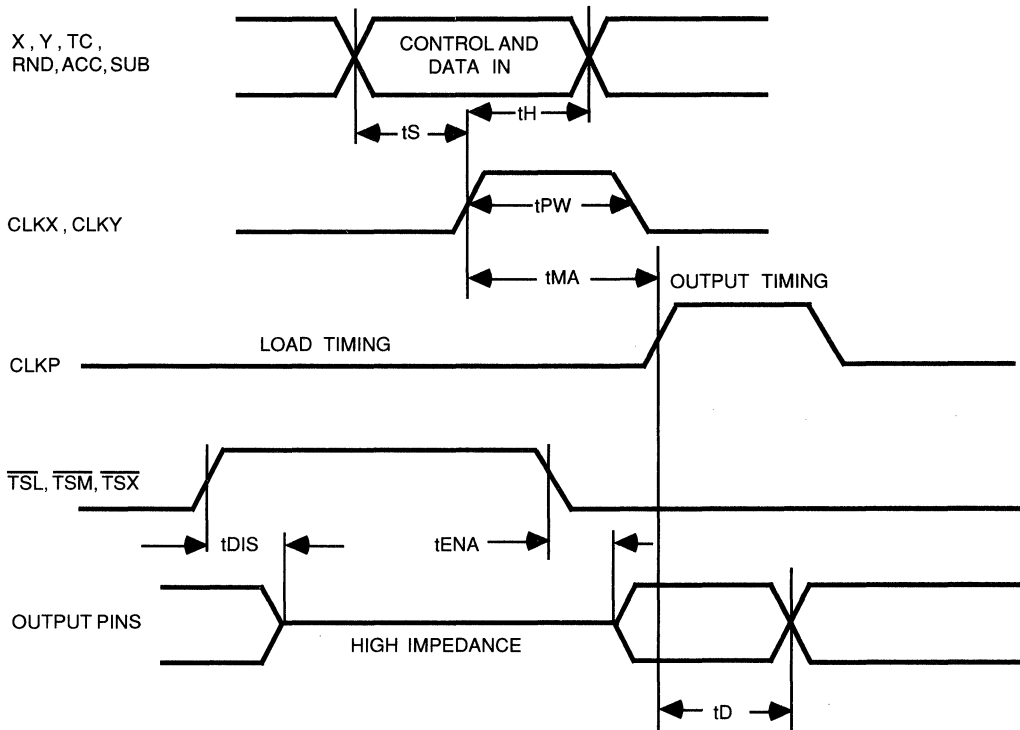 X , Y , TC ,
RND, ACC, SUB
CONTROL AND
DATA IN
tS
tH
CLKX , CLKY
tPW
tMA
OUTPUT TIMING
LOAD TIMING
CLKP
TSL, TSM, TSX
tDIS
tENA
OUTPUT PINS
HIGH IMPEDANCE
tD